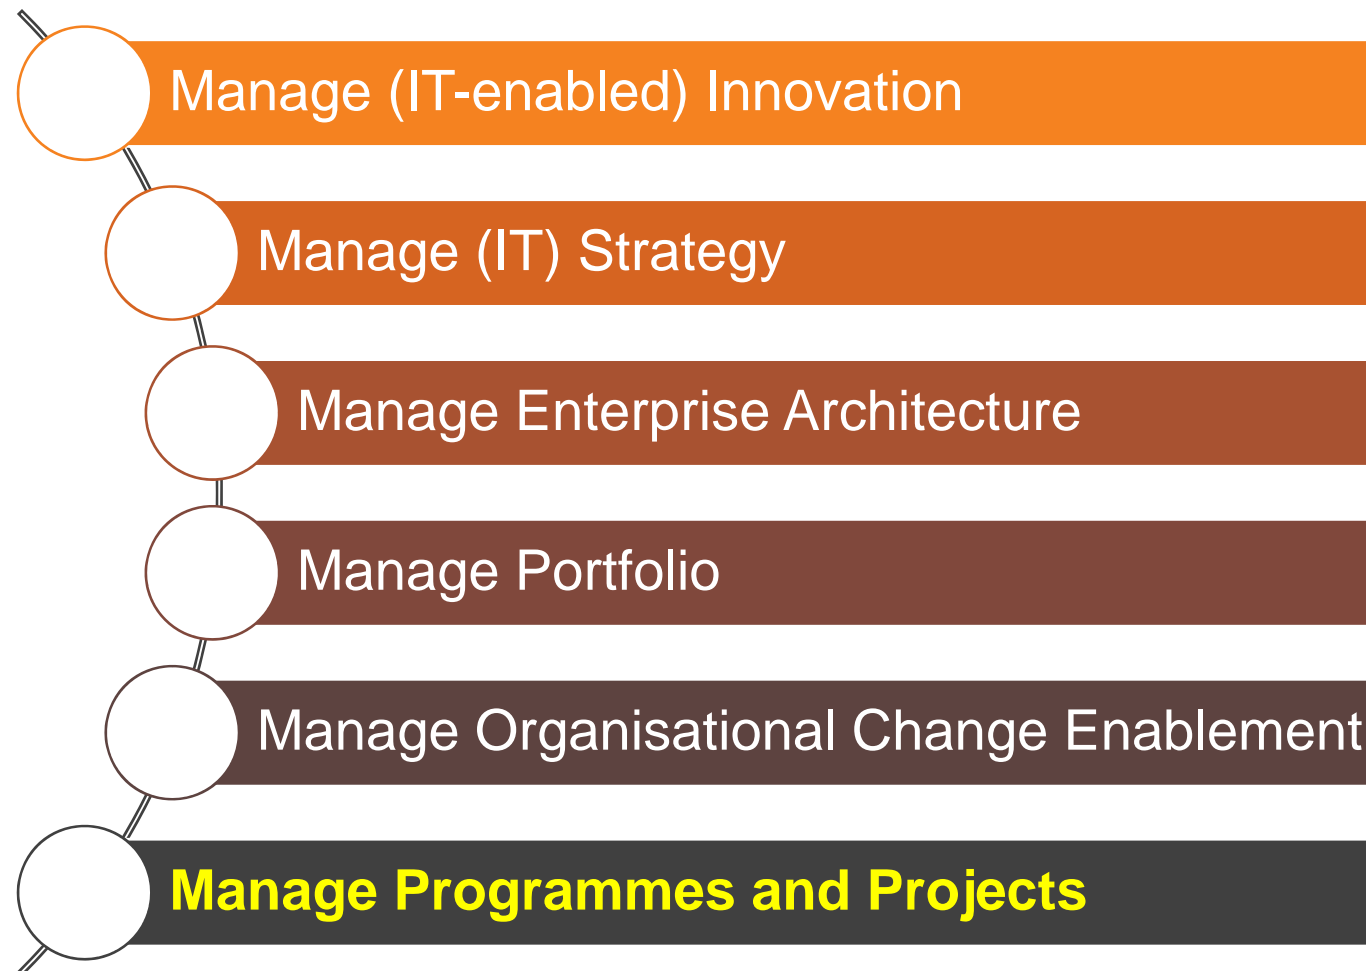 Manage (IT-enabled) Innovation
Manage (IT) Strategy
Manage Enterprise Architecture
Manage Portfolio
Manage Organisational Change Enablement
Manage Programmes and Projects